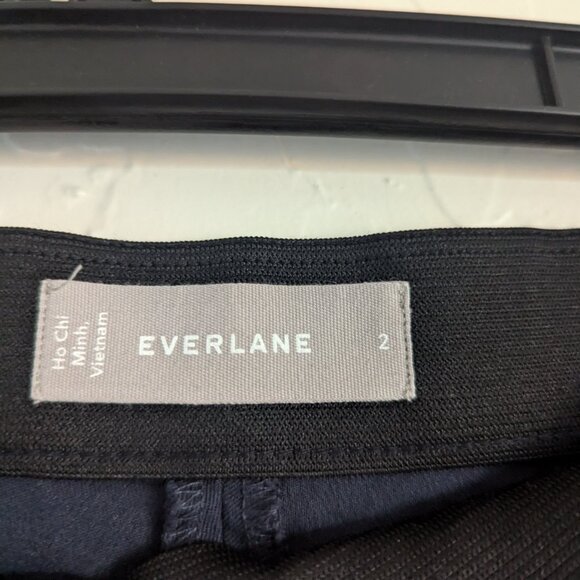 Ho Chi
Minh,
Vietnam
EVERLANE
2